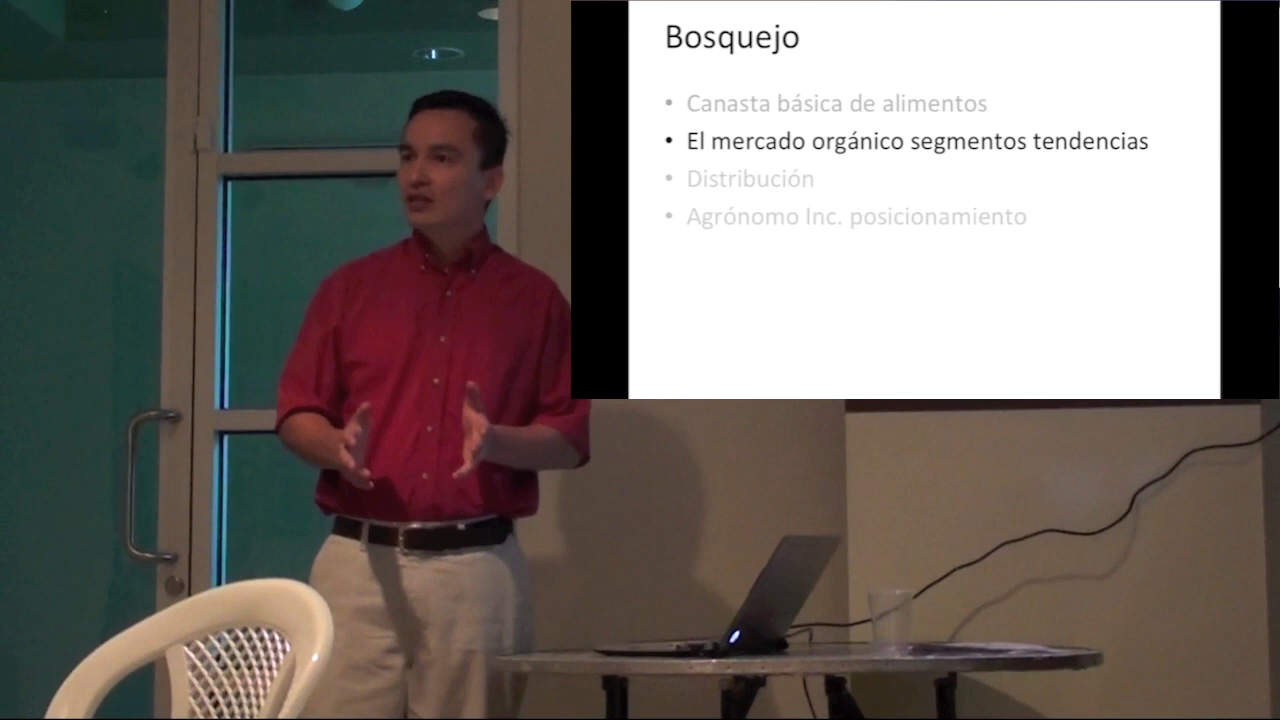 Bosquejo
• Canasta básica de alimentos
• El mercado orgánico segmentos tendencias
• Distribución
• Agrónomo Inc. posicionamiento